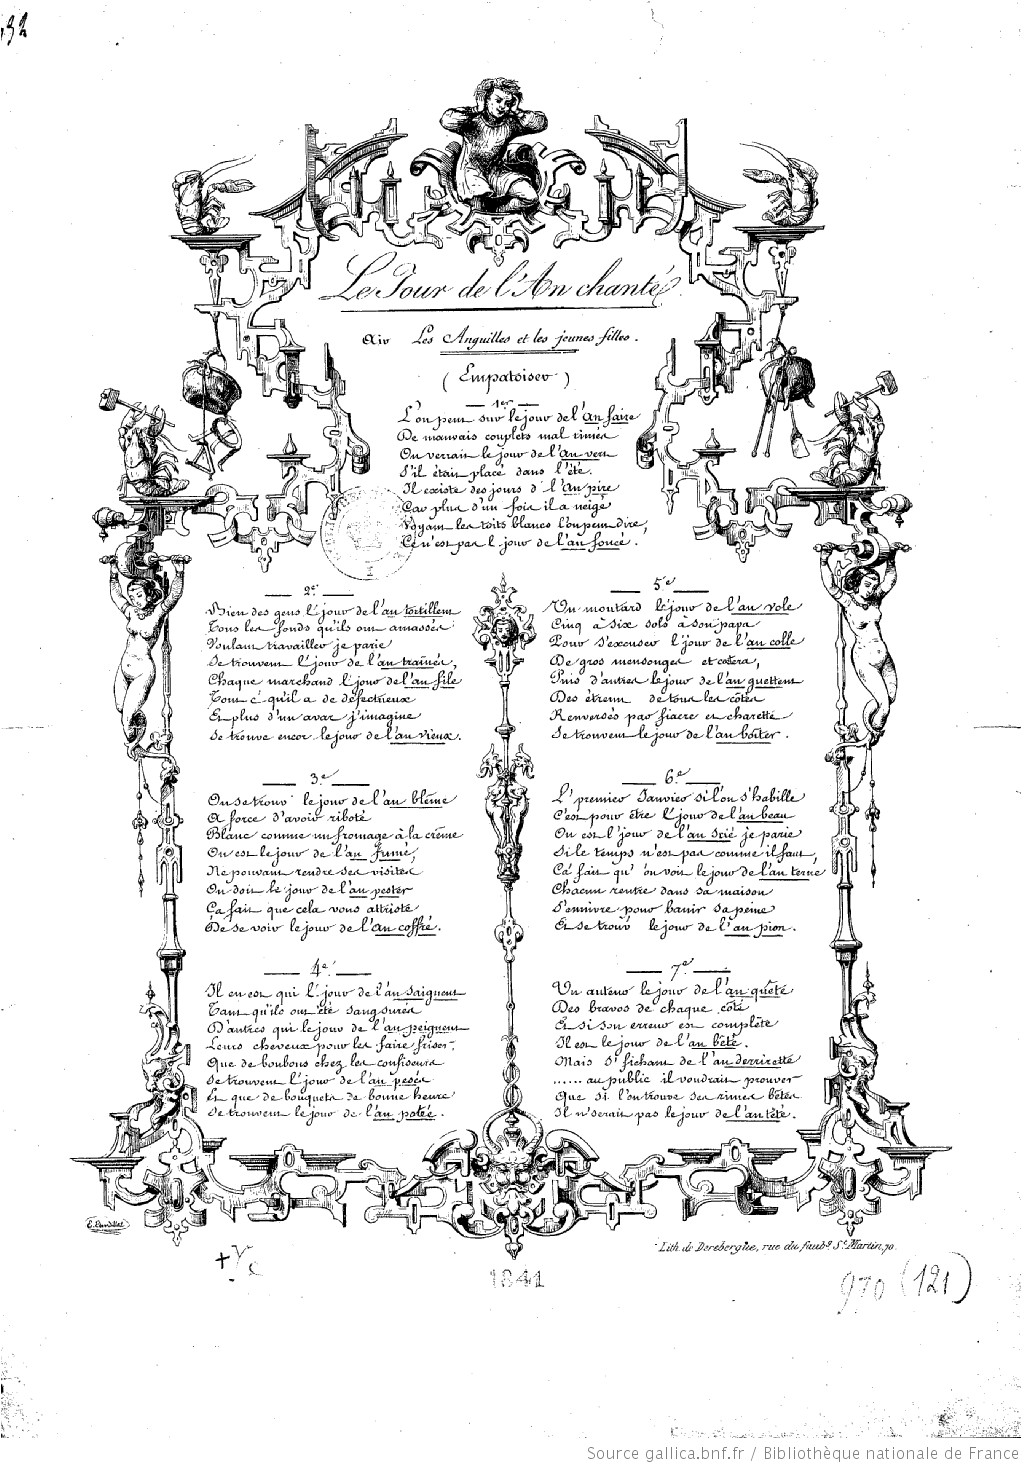 132
Le Jour de l'An chanté.
Air Les Anguilles et les jeunes filles.
(Empatoiser)
1er
L'on peut sur le jour de l'an faire
De mauvais couplets mal rimés
On verrait le jour de l'an vert
S'il était placé dans l'été.
Il existe des jours d' l'an pire
Car plus d'un fois il a neigé
Voyant les toits blancs l'on peut dire,
Ce n'est pas l' jour de l'an foncé.
2e.
Bien des gens l' jour de l'an tortillent
Tous les fonds qu'ils ont amassés
Voulant travailler je parie
Se trouvent l' jour de l'an traînés,
Chaque marchand l' jour de l'an file
Tout c' qu'il a de défectueux
Et plus d'un avar' j'imagine
Se trouve encor le jour de l'an vieux.
3e
On se trouv' le jour de l'an blême
A force d'avoir riboté
Blanc comme un fromage à la crême
On est le jour de l'an fumé,
Ne pouvant rendre ses visites
On doit le jour de l'an pester
Ça fait que cela vous attriste
De se voir le jour de l'an coffré.
4e.
Il en est qui l' jour de l'an saignent
Tant qu'ils ont été sangsurés
D'autres qui le jour de l'an peignent
Leurs cheveux pour les faire friser,
Que de bonbons chez les confiseurs
Se trouvent l' jour de l'an pesés
Et que de bouquets de bonne heure
Se trouvent le jour de l'an potée.
5e
Un moutard le jour de l'an vole
Cinq à six sols à son papa
Pour s'excuser l' jour de l'an colle
De gros mensonges et cœtera,
Puis d'autres le jour de l'an guettent
Des étrenn' de tous les côtés
Renversés par fiacre et charette
Se trouvent le jour de l'an boiter.
6e
L' premier Janvier si l'on s'habille
C'est pour être l' jour de l'an beau
On est l' jour de l'an scié je parie
Si le temps n'est pas comme il faut,
Ça fait qu' on voit le jour de l'an terne
Chacun rentre dans sa maison
S'ennivre pour banir sa peine
Et se trouv' le jour de l'an pion.
7e
Un auteur le jour de l'an quête
Des bravos de chaque côté
Et si son erreur est complète
Il est le jour de l'an bêté.
Mais s' fichant de l'an derrirette
...... au public il voudrait prouver
Que si l'on trouve ses rimes bêtes
Il n' serait pas le jour de l'an têté.
Lith. de Dereberghe, rue du faubg. St. Martin, 70.
+Ye
1841
970 (121)
Source gallica.bnf.fr / Bibliothèque nationale de France